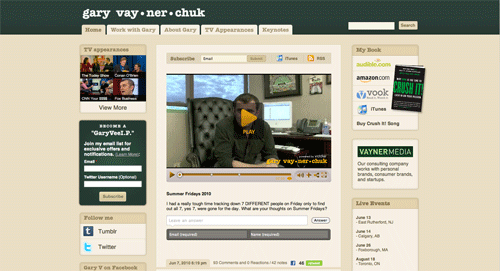 gary vay•ner•chuk
Search
Home
Work with Gary
About Gary
TV Appearances
Keynotes
TV appearances
The Today Show
Conan O'Brien
CNN Your $$$$$
Fox Business
View More
BECOME A
"GaryVeeI.P."
Join my email list for
exclusive offers and
notifications. (Learn More)
Email
Twitter Username (Optional)
Subscribe
Follow me
Tumblr
Twitter
Gary V on Facebook
Subscribe
Email
Submit
iTunes
RSS
PLAY
gary vay•ner•chuk
Summer Fridays 2010
I had a really tough time tracking down 7 DIFFERENT people on Friday only to find
out all 7, yes 7, were gone for the day. What are your thoughts on Summer Fridays?
Leave an answer
Answer
Email (required)
Name (required)
Jun 7, 2010 6:15 pm
93 Comments and 0 Reactions / 42 notes
My Book
audible.com
amazon.com
vook
iTunes
CRUSH IT!
Buy Crush It! Song
VAYNERMEDIA
Our consulting company
works with personal
brands, consumer brands,
and startups.
Live Events
June 13
- East Rutherford, NJ
June 14
- Calgary, AB
June 26
- Foxborough, MA
August 18
- Toronto, ON